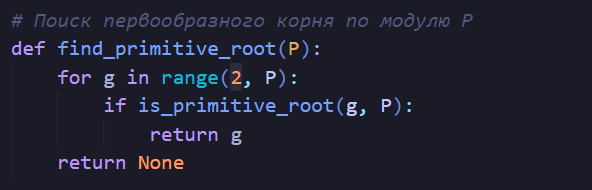 # Поиск первообразного корня по модулю P
def find_primitive_root(P):
    for g in range(2, P):
        if is_primitive_root(g, P):
            return g
    return None